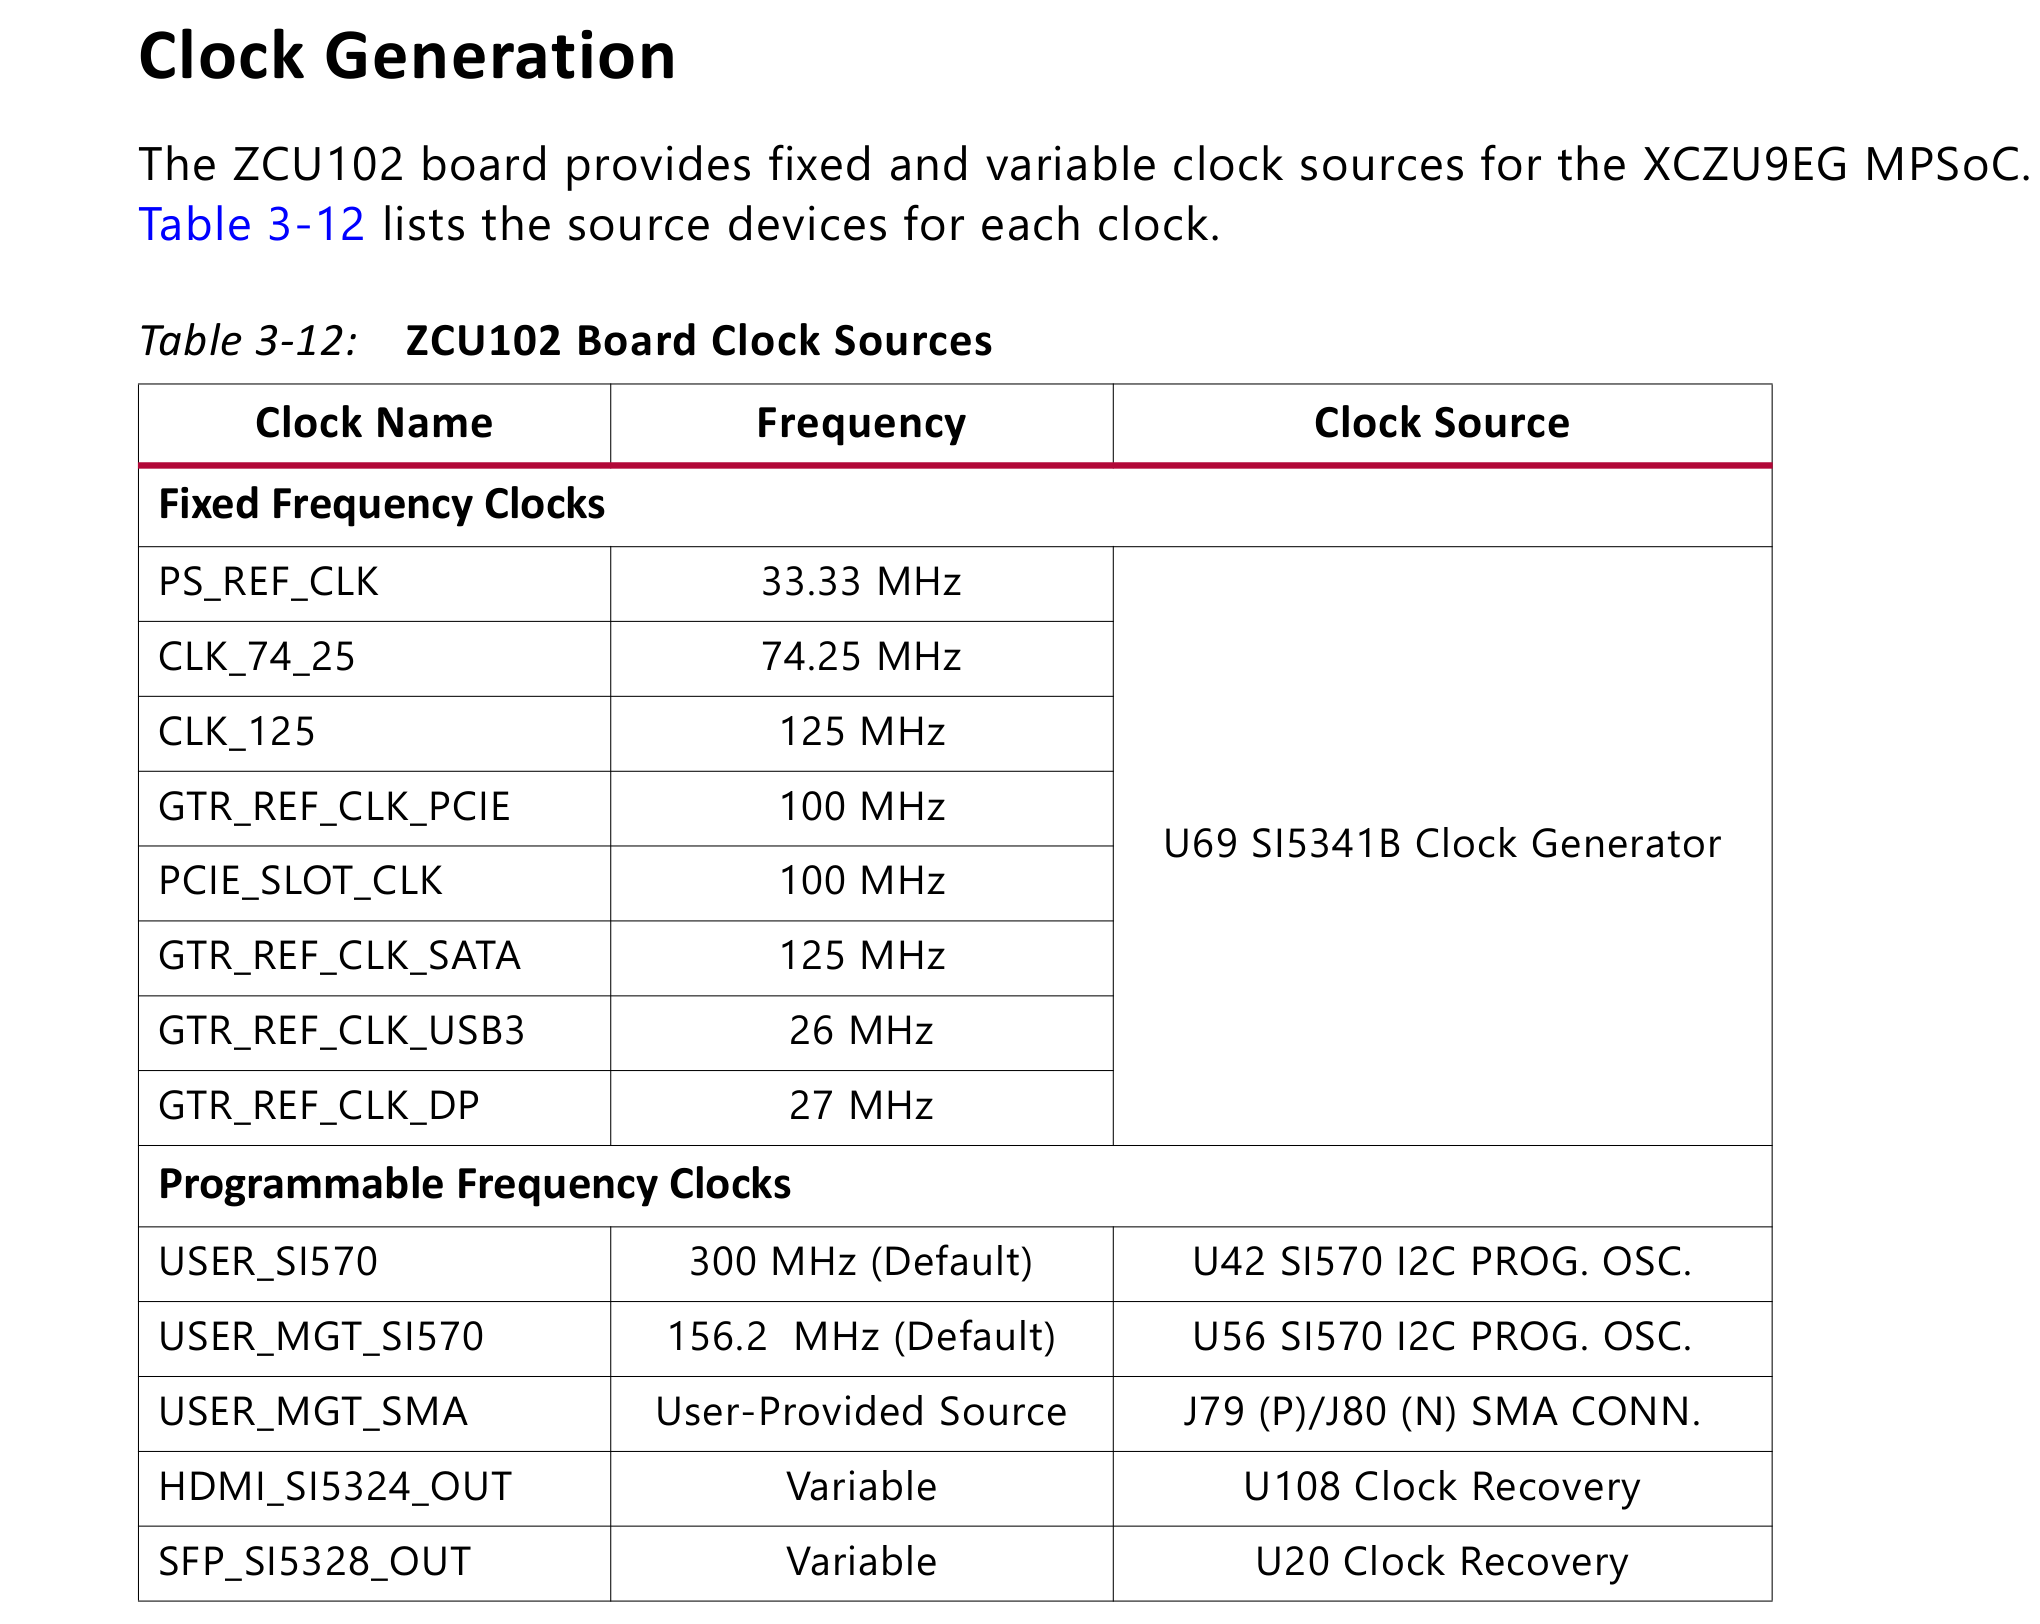 Clock Generation
The ZCU102 board provides fixed and variable clock sources for the XCZU9EG MPSoC.
Table 3-12 lists the source devices for each clock.
Table 3-12: ZCU102 Board Clock Sources
Clock Name Frequency Clock Source
Fixed Frequency Clocks
PS_REF_CLK 33.33 MHz
CLK_74_25 74.25 MHz
CLK_125 125 MHz
GTR_REF_CLK_PCIE 100 MHz
U69 SI5341B Clock Generator
PCIE_SLOT_CLK 100 MHz
GTR_REF_CLK_SATA 125 MHz
GTR_REF_CLK_USB3 26 MHz
GTR_REF_CLK_DP 27 MHz
Programmable Frequency Clocks
USER_SI570 300 MHz (Default) U42 SI570 I2C PROG. OSC.
USER_MGT_SI570 156.2 MHz (Default) U56 SI570 I2C PROG. OSC.
USER_MGT_SMA User-Provided Source J79 (P)/J80 (N) SMA CONN.
HDMI_SI5324_OUT Variable U108 Clock Recovery
SFP_SI5328_OUT Variable U20 Clock Recovery